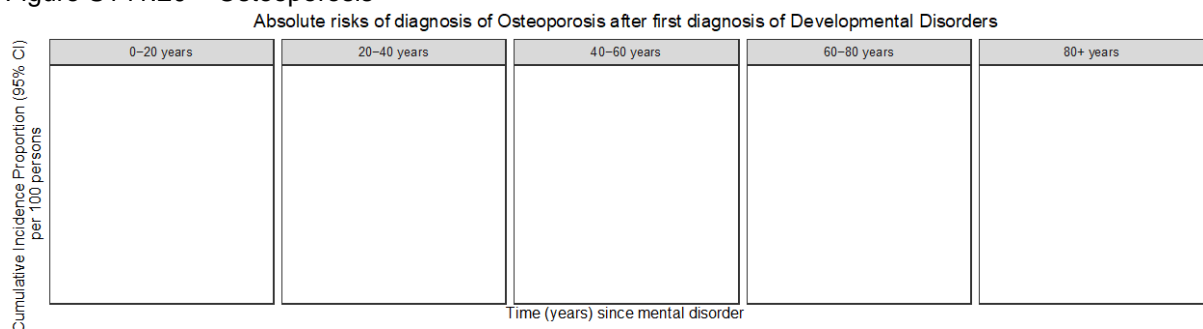 Absolute risks of diagnosis of Osteoporosis after first diagnosis of Developmental Disorders
0−20 years
20−40 years
40−60 years
60−80 years
80+ years
Cumulative Incidence Proportion (95% CI)
per 100 persons
Time (years) since mental disorder